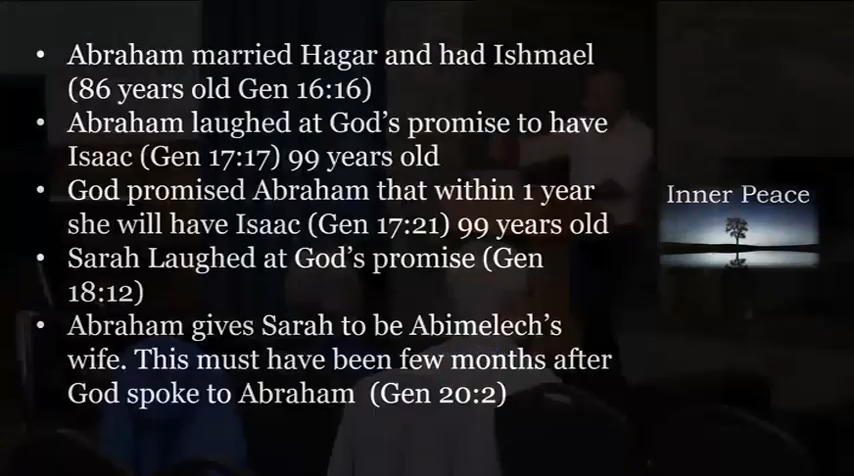 • Abraham married Hagar and had Ishmael
(86 years old Gen 16:16)
• Abraham laughed at God's promise to have
Isaac (Gen 17:17) 99 years old
• God promised Abraham that within 1 year
she will have Isaac (Gen 17:21) 99 years old
• Sarah Laughed at God's promise (Gen
18:12)
• Abraham gives Sarah to be Abimelech's
wife. This must have been few months after
God spoke to Abraham (Gen 20:2)
Inner Peace